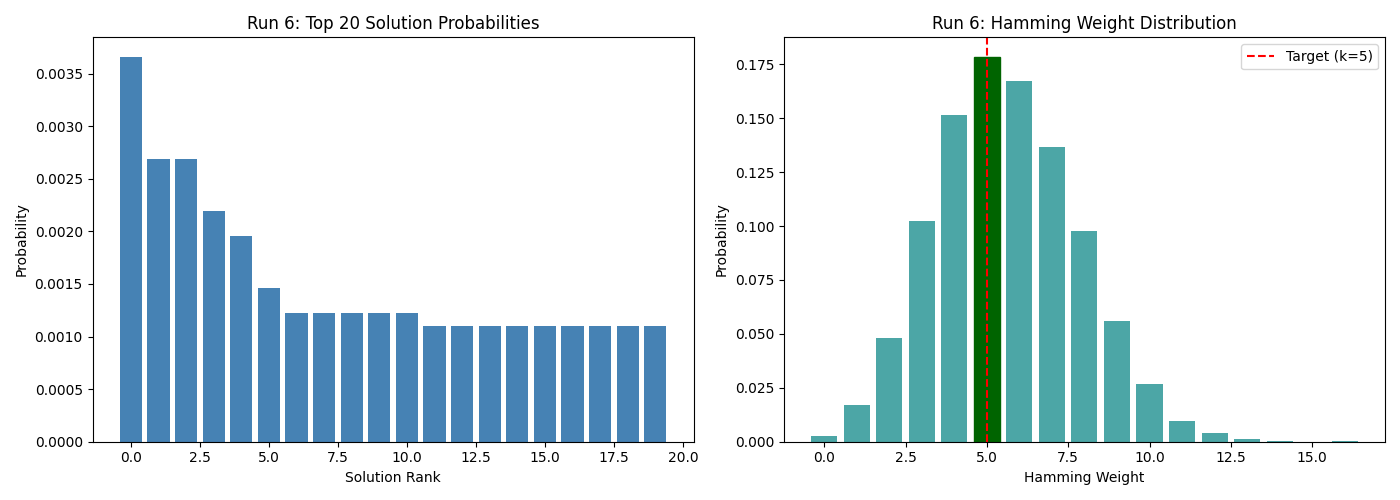 Run 6: Top 20 Solution Probabilities
Probability
0.0035
0.0030
0.0025
0.0020
0.0015
0.0010
0.0005
0.0000
0.0 2.5 5.0 7.5 10.0 12.5 15.0 17.5 20.0
Solution Rank
Run 6: Hamming Weight Distribution
Target (k=5)
Probability
0.175
0.150
0.125
0.100
0.075
0.050
0.025
0.000
0.0 2.5 5.0 7.5 10.0 12.5 15.0
Hamming Weight